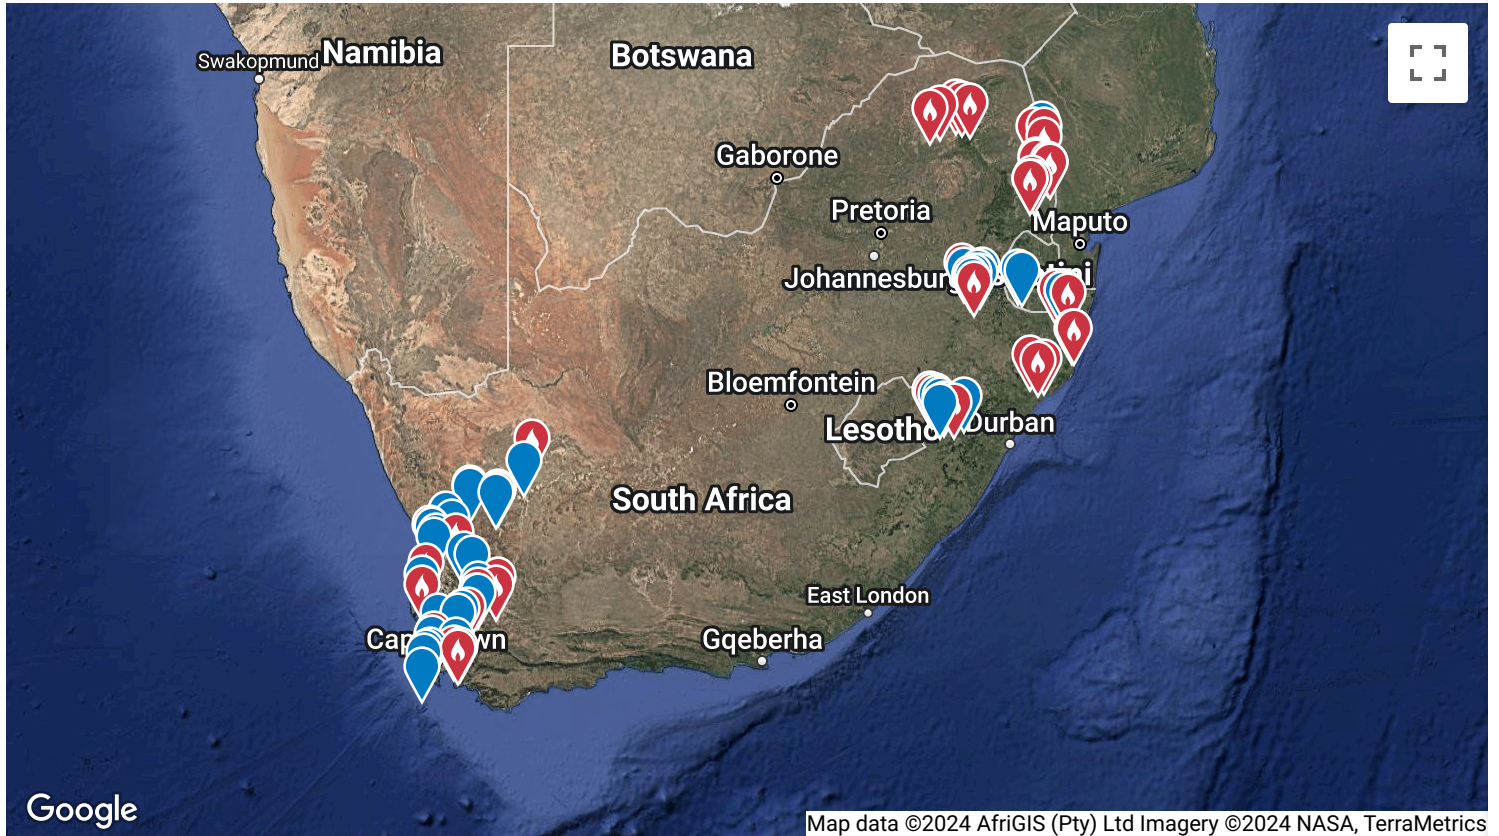 Swakopmund
Namibia
Botswana
Gaborone
Pretoria
Maputo
Johannesburg
Bloemfontein
Lesotho
Durban
South Africa
East London
Gqeberha
Google
Map data ©2024 AfriGIS (Pty) Ltd Imagery ©2024 NASA, TerraMetrics